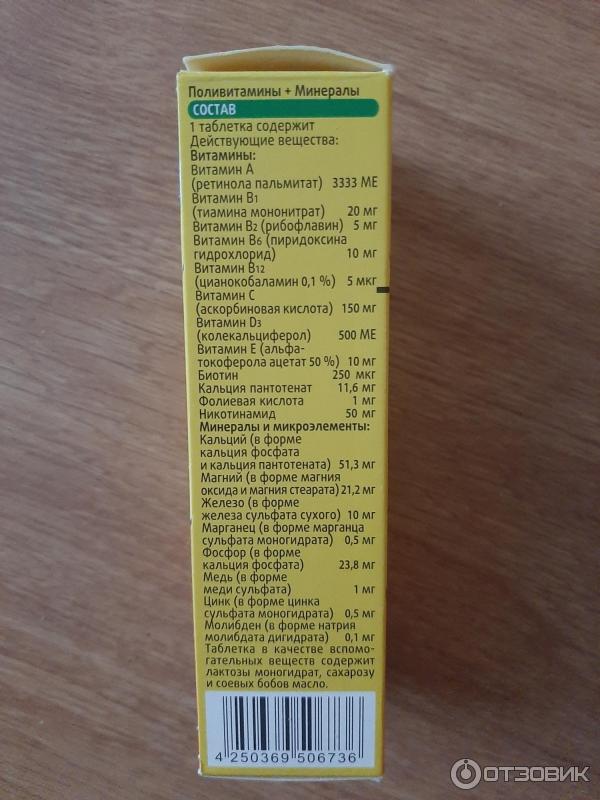 Поливитамины + Минералы
СОСТАВ
1 таблетка содержит
Действующие вещества:
Витамины:
Витамин А
(ретинола пальмитат) 3333 МЕ
Витамин В1
(тиамина мононитрат) 20 мг
Витамин В2 (рибофлавин) 5 мг
Витамин В6 (пиридоксина
гидрохлорид) 10 мг
Витамин В12
(цианокобаламин 0,1 %) 5 мкг
Витамин С
(аскорбиновая кислота) 150 мг
Витамин D3
(колекальциферол) 500 МЕ
Витамин Е (альфа-
токоферола ацетат 50 %) 10 мг
Биотин 250 мкг
Кальция пантотенат 11,6 мг
Фолиевая кислота 1 мг
Никотинамид 50 мг
Минералы и микроэлементы:
Кальций (в форме
кальция фосфата
и кальция пантотената) 51,3 мг
Магний (в форме магния
оксида и магния стеарата) 21,2 мг
Железо (в форме
железа сульфата сухого) 10 мг
Марганец (в форме марганца
сульфата моногидрата) 0,5 мг
Фосфор (в форме
кальция фосфата) 23,8 мг
Медь (в форме
меди сульфата) 1 мг
Цинк (в форме цинка
сульфата моногидрата) 0,5 мг
Молибден (в форме натрия
молибдата дигидрата) 0,1 мг
Таблетка в качестве вспомо-
гательных веществ содержит
лактозы моногидрат, сахарозу
и соевых бобов масло.
4 250369 506736
ОТЗОВИК